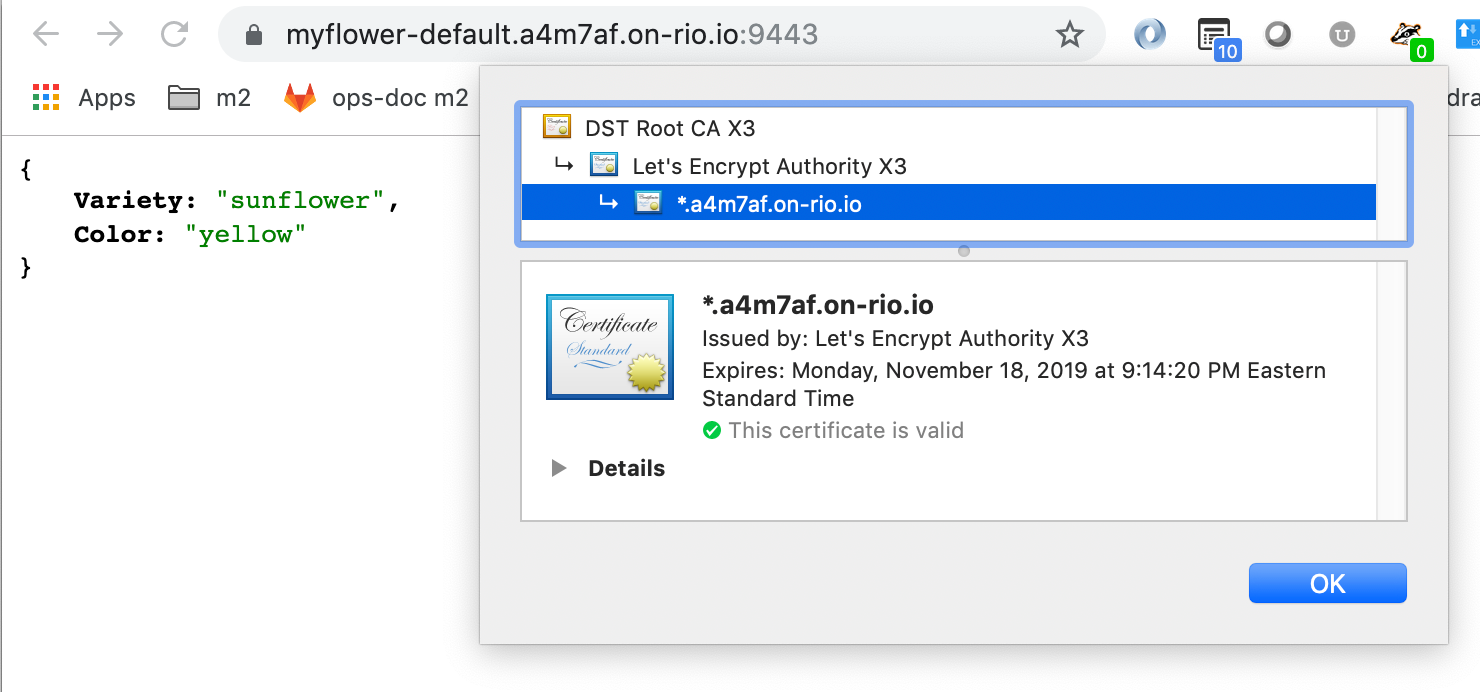 myflower-default.a4m7af.on-rio.io:9443
10
U
0
Apps
m2
ops-doc m2
{
Variety: "sunflower",
Color: "yellow"
}
DST Root CA X3
Let's Encrypt Authority X3
*.a4m7af.on-rio.io
Certificate
Standard
*.a4m7af.on-rio.io
Issued by: Let's Encrypt Authority X3
Expires: Monday, November 18, 2019 at 9:14:20 PM Eastern
Standard Time
This certificate is valid
Details
OK